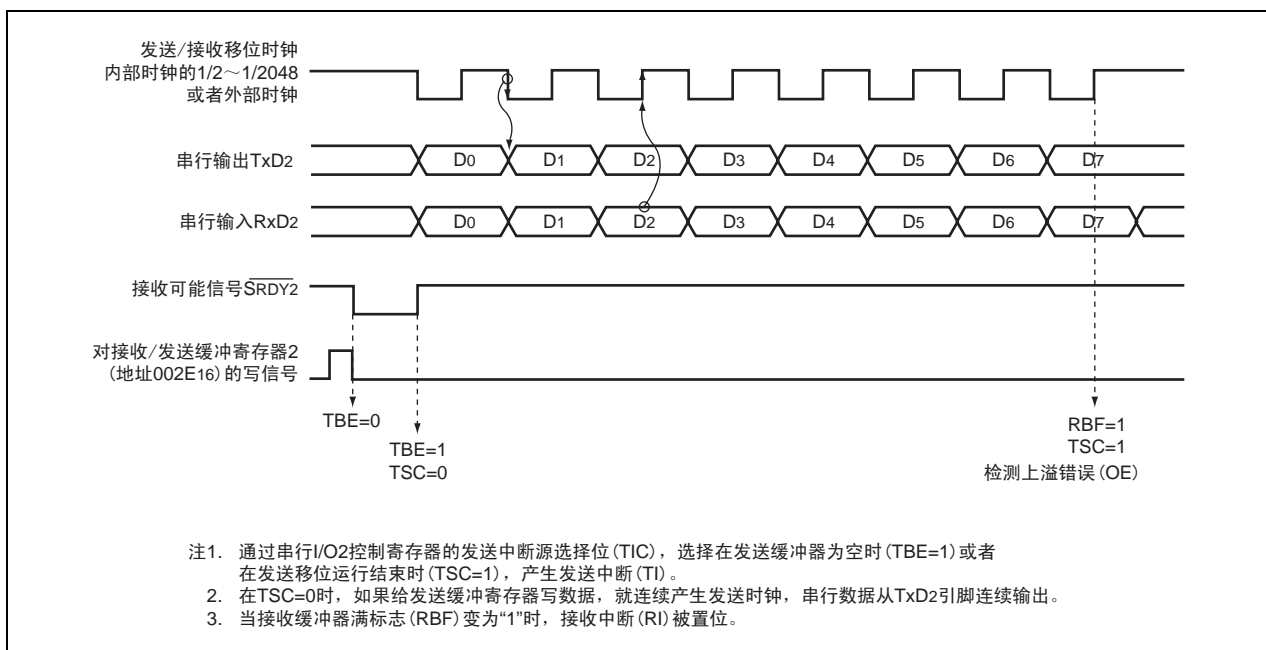 发送/接收移位时钟
内部时钟的1/2～1/2048
或者外部时钟
串行输出TxD2
D0 D1 D2 D3 D4 D5 D6 D7
串行输入RxD2
D0 D1 D2 D3 D4 D5 D6 D7
接收可能信号SRDY2
对接收/发送缓冲寄存器2
(地址002E16)的写信号
TBE=0
TBE=1
TSC=0
RBF=1
TSC=1
检测上溢错误(OE)
注1. 通过串行I/O2控制寄存器的发送中断源选择位(TIC)，选择在发送缓冲器为空时(TBE=1)或者
在发送移位运行结束时(TSC=1)，产生发送中断(TI)。
2. 在TSC=0时，如果给发送缓冲寄存器写数据，就连续产生发送时钟，串行数据从TxD2引脚连续输出。
3. 当接收缓冲器满标志(RBF)变为“1”时，接收中断(RI)被置位。